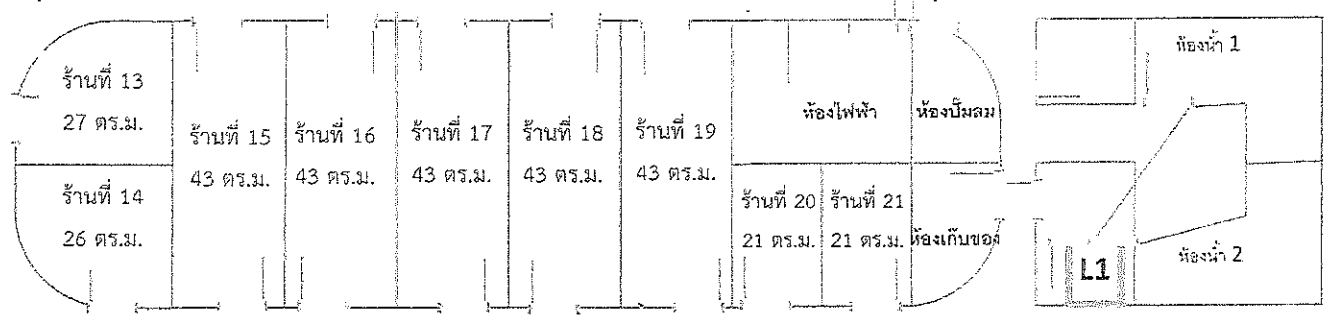 ร้านที่ 13
27 ตร.ม.
ร้านที่ 14
26 ตร.ม.
ร้านที่ 15
43 ตร.ม.
ร้านที่ 16
43 ตร.ม.
ร้านที่ 17
43 ตร.ม.
ร้านที่ 18
43 ตร.ม.
ร้านที่ 19
43 ตร.ม.
ห้องไฟฟ้า
ห้องปั๊มลม
ร้านที่ 20
21 ตร.ม.
ร้านที่ 21
21 ตร.ม.
ห้องเก็บของ
ห้องน้ำ 1
L1
ห้องน้ำ 2